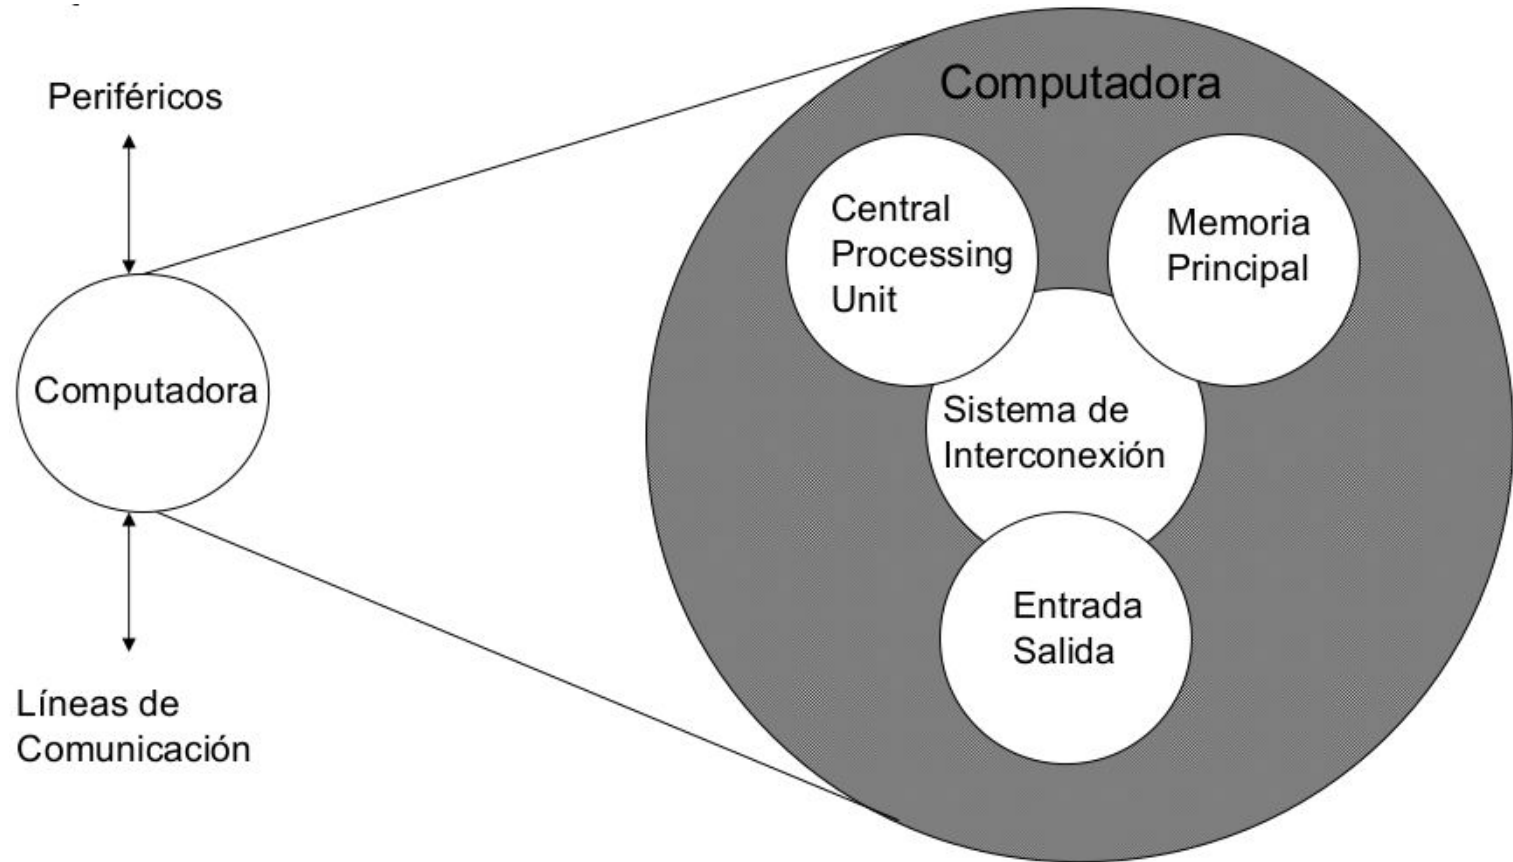 Periféricos
Computadora
Líneas de
Comunicación
Computadora
Central
Processing
Unit
Memoria
Principal
Sistema de
Interconexión
Entrada
Salida